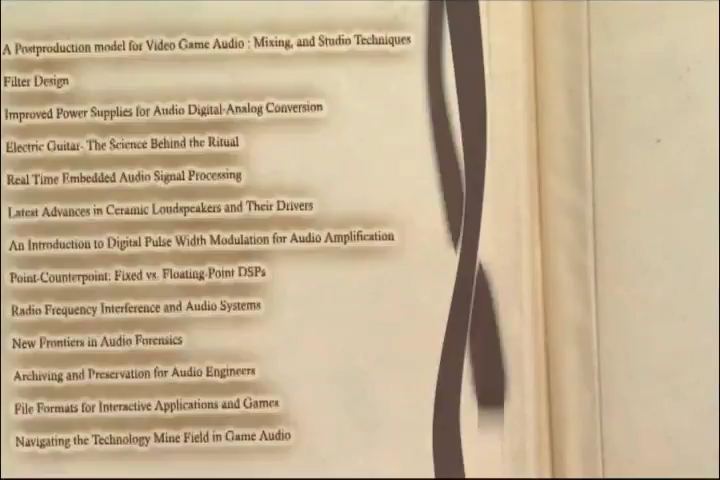 A Postproduction model for Video Game Audio : Mixing, and Studio Techniques
Filter Design
Improved Power Supplies for Audio Digital-Analog Conversion
Electric Guitar- The Science Behind the Ritual
Real Time Embedded Audio Signal Processing
Latest Advances in Ceramic Loudspeakers and Their Drivers
An Introduction to Digital Pulse Width Modulation for Audio Amplification
Point-Counterpoint: Fixed vs. Floating-Point DSPs
Radio Frequency Interference and Audio Systems
New Frontiers in Audio Forensics
Archiving and Preservation for Audio Engineers
File Formats for Interactive Applications and Games
Navigating the Technology Mine Field in Game Audio